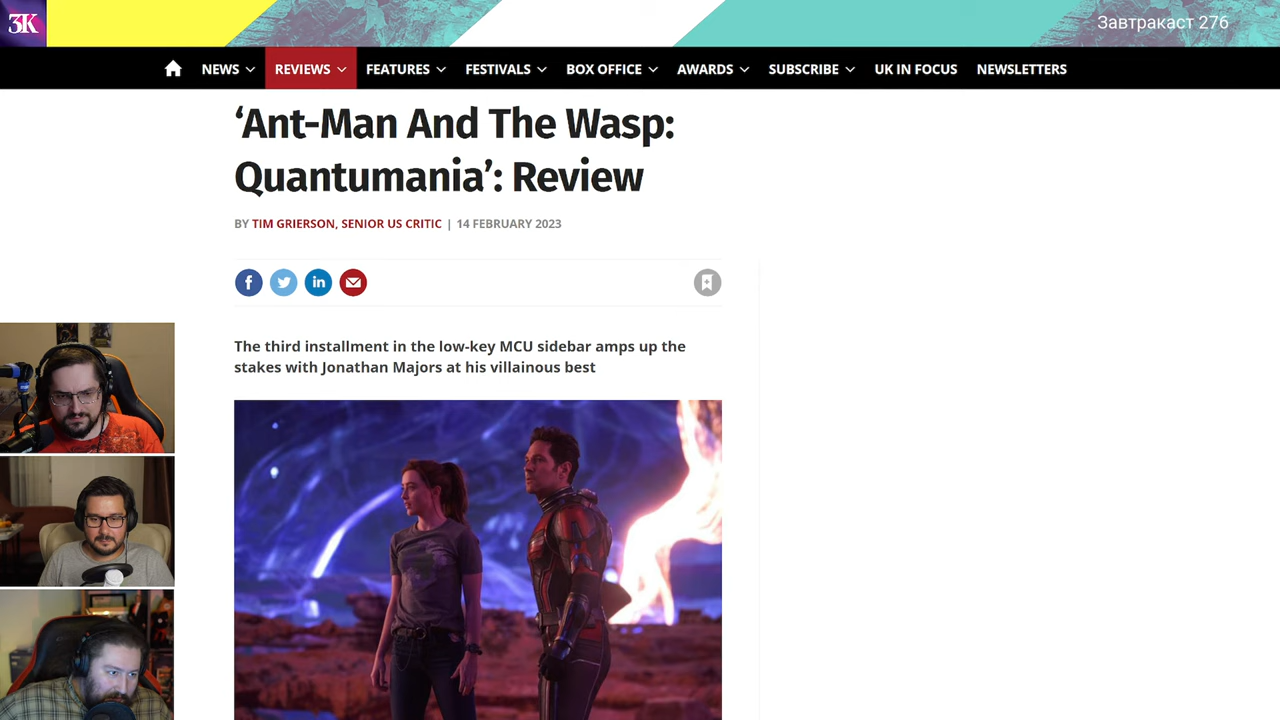 3K
Завтракаст 276
NEWS REVIEWS FEATURES FESTIVALS BOX OFFICE AWARDS SUBSCRIBE UK IN FOCUS NEWSLETTERS
‘Ant-Man And The Wasp:
Quantumania’: Review
BY TIM GRIERSON, SENIOR US CRITIC | 14 FEBRUARY 2023
f in
The third installment in the low-key MCU sidebar amps up the
stakes with Jonathan Majors at his villainous best